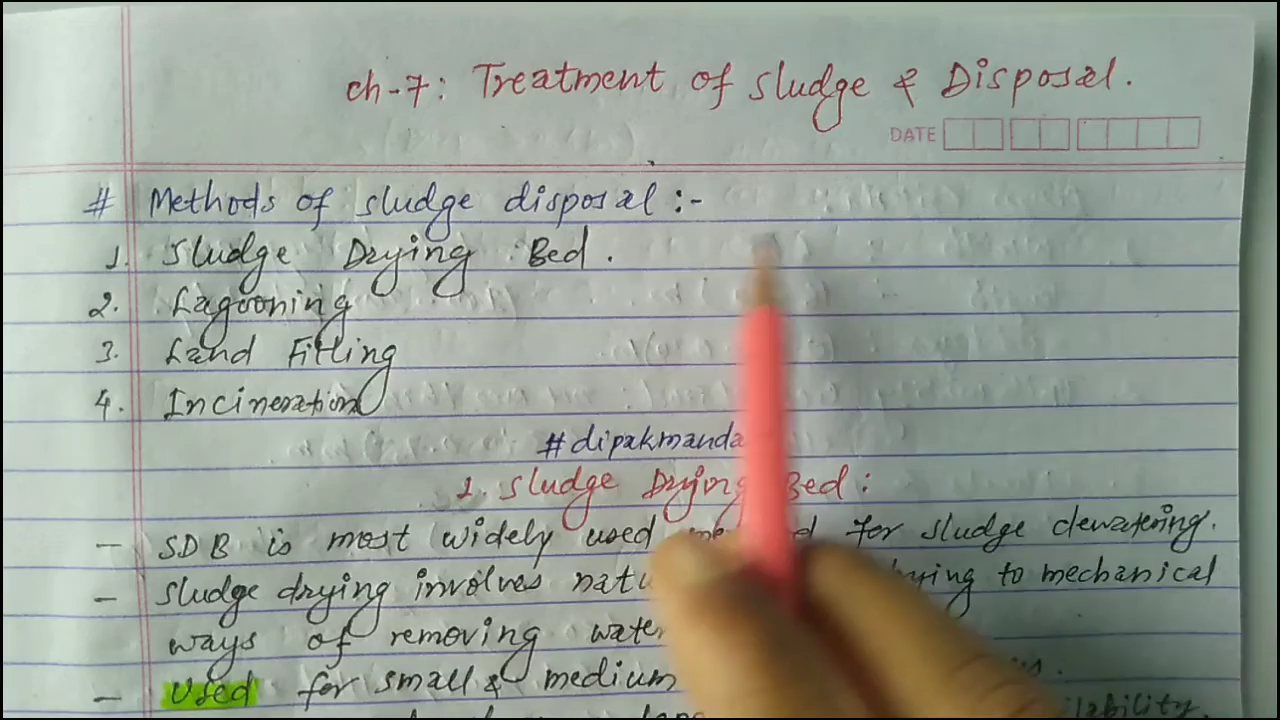 ch-7: Treatment of Sludge & Disposal.
DATE
# Methods of sludge disposal :-
1. Sludge Drying Bed.
2. Lagooning
3. Land Filling
4. Incineration
#dipakmanda
1. Sludge Drying Bed:
- SDB is most widely used for sludge dewatering.
- Sludge drying involves to mechanical
ways of removing water
- Used for small & medium